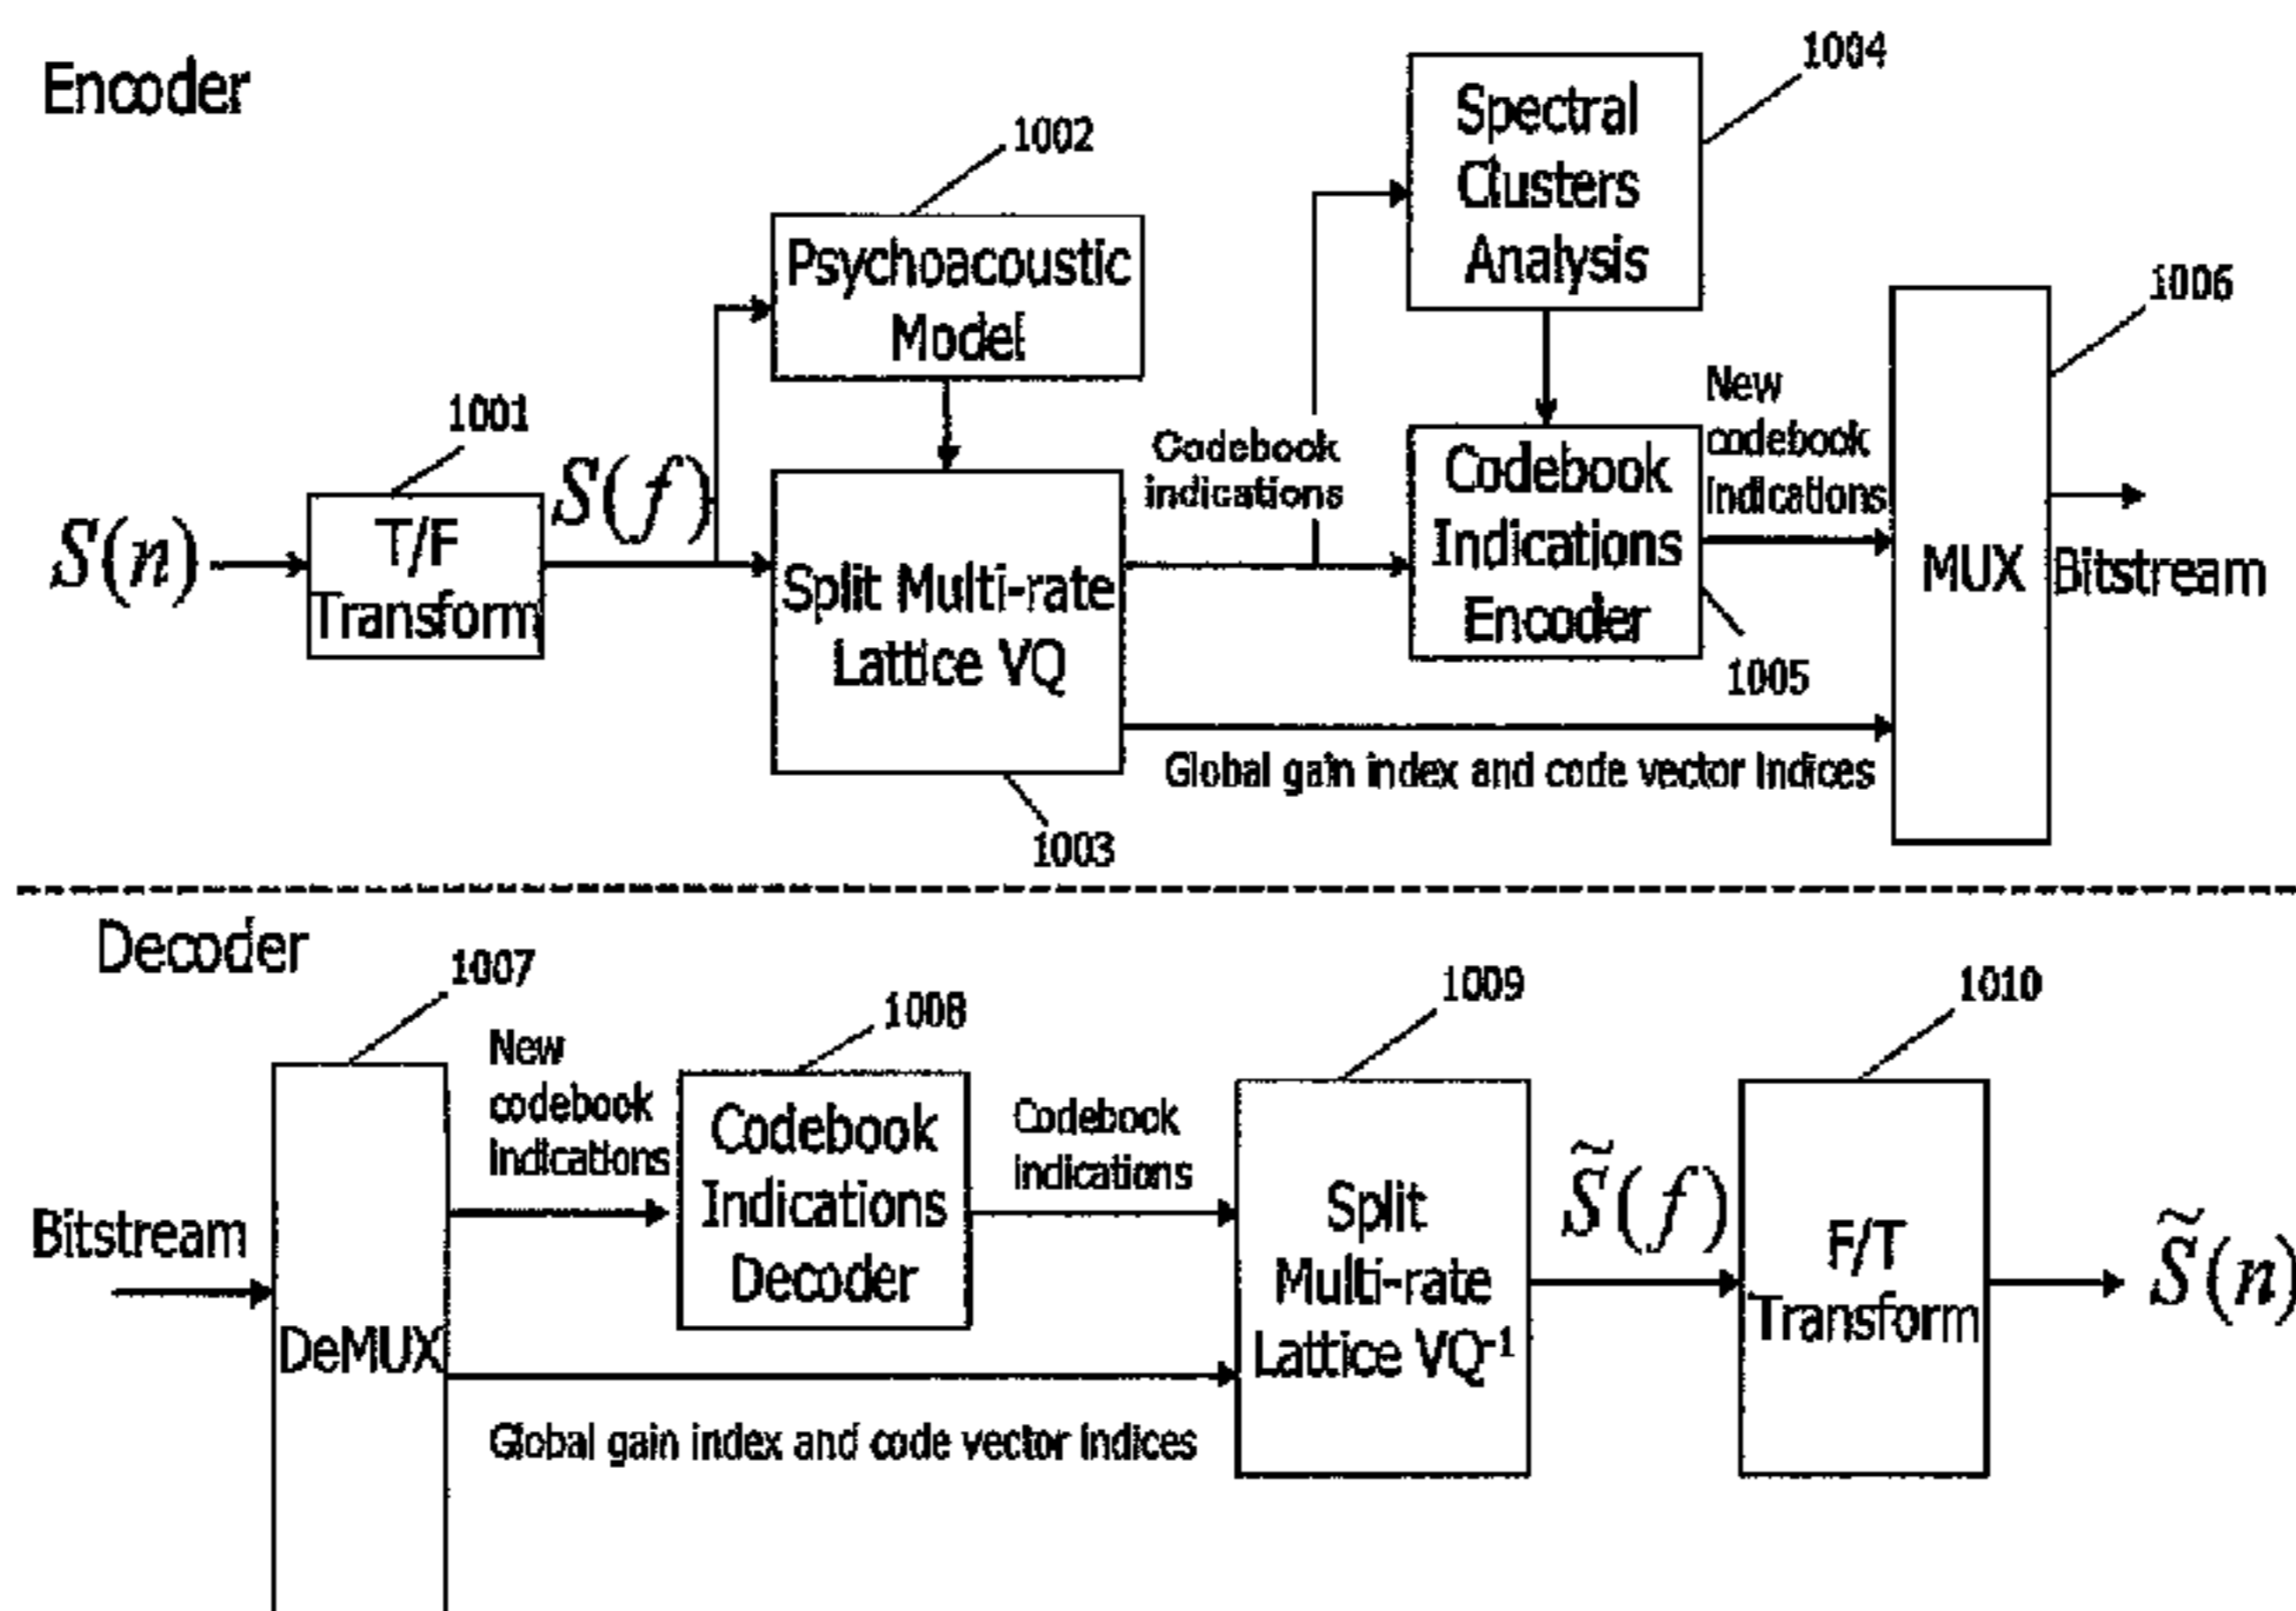 Encoder
1004
Spectral
Clusters
Analysis
1002
Psychoacoustic
Model
1006
1001
S(f)
New
codebook
indications
Codebook
indications
Codebook
Indications
Encoder
S(n)
T/F
Transform
Split Multi-rate
Lattice VQ
MUX
Bitstream
1005
Global gain index and code vector indices
1003
Decoder
1007
1008
1009
1010
New
codebook
indications
Codebook
Indications
Decoder
Codebook
indications
Bitstream
DeMUX
Split
Multi-rate
Lattice VQ⁻¹
S̃(f)
F/T
Transform
S̃(n)
Global gain index and code vector indices